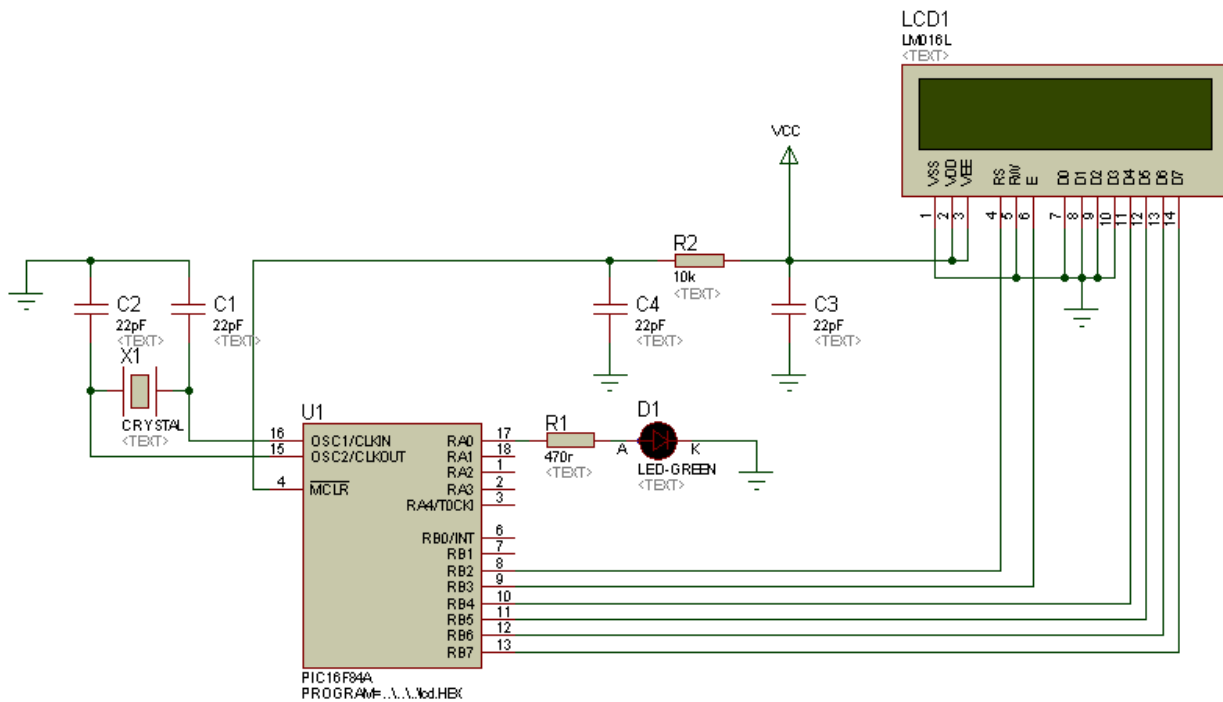 LCD1
LM016L
<TEXT>
VSS VDD VEE RS RW E D0 D1 D2 D3 D4 D5 D6 D7
1 2 3 4 5 6 7 8 9 10 11 12 13 14
VCC
R2
10k
<TEXT>
C2
22pF
<TEXT>
C1
22pF
<TEXT>
C4
22pF
<TEXT>
C3
22pF
<TEXT>
X1
CRYSTAL
<TEXT>
U1
16 OSC1/CLKIN
15 OSC2/CLKOUT
4 MCLR
RA0 17
RA1 18
RA2 1
RA3 2
RA4/T0CKI 3
RB0/INT 6
RB1 7
RB2 8
RB3 9
RB4 10
RB5 11
RB6 12
RB7 13
R1
470r
<TEXT>
D1
A K
LED-GREEN
<TEXT>
PIC16F84A
PROGRAM=..\..\..\lcd.HEX